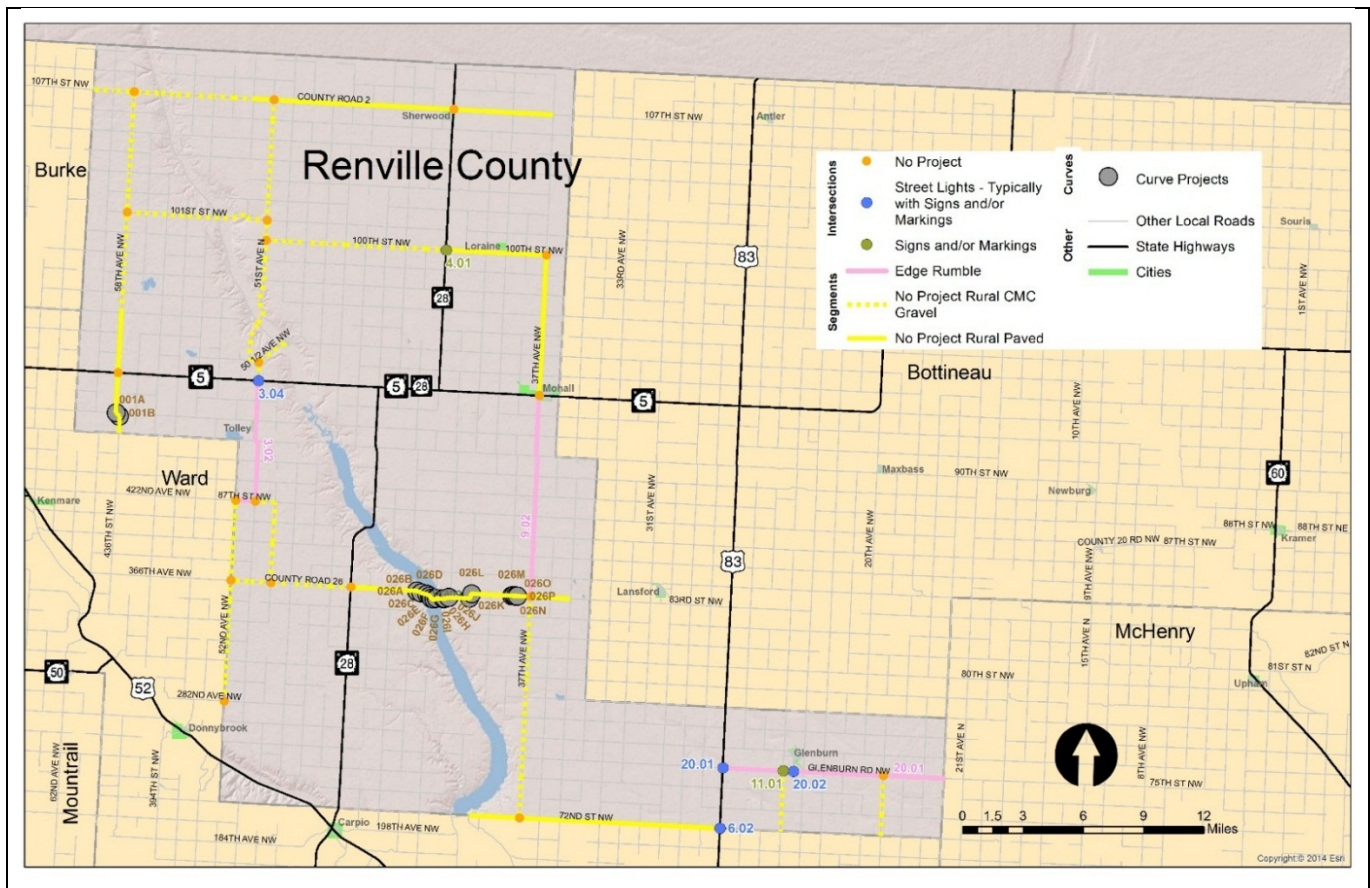 107TH ST NW
COUNTY ROAD 2
Sherwood
107TH ST NW
Antler
Burke
Renville County
Intersections
No Project
Street Lights - Typically
with Signs and/or
Markings
Signs and/or Markings
Segments
Edge Rumble
No Project Rural CMC
Gravel
No Project Rural Paved
Curves
Curve Projects
Other
Other Local Roads
State Highways
Cities
101ST ST NW
58TH AVE NW
51ST AVE N
100TH ST NW
Loraine
100TH ST NW
4.01
33RD AVE NW
83
Souris
1ST AVE NW
28
50 1/2 AVE NW
37TH AVE NW
5
3.04
5
28
Mohall
5
Bottineau
10TH AVE NW
001A
001B
Tolley
3.02
Ward
Kenmare
422ND AVE NW
87TH ST NW
436TH ST NW
9.02
31ST AVE NW
Maxbass
90TH ST NW
Newburg
60
20TH AVE NW
88TH ST NW
88TH ST NE
Kramer
COUNTY 20 RD NW
87TH ST NW
366TH AVE NW
COUNTY ROAD 26
026A
026B
026C
026D
026E
026F
026G
026I
026H
026J
026K
026L
026M
026N
026O
026P
Lansford
83RD ST NW
83
9TH AVE NW
McHenry
52ND AVE NW
28
37TH AVE NW
15TH AVE N
82ND ST N
81ST ST N
Upham
80TH ST NW
50
52
282ND AVE NW
Donnybrook
Mountrail
62ND AVE NW
394TH ST NW
20.01
Glenburn
GLENBURN RD NW
20.01
11.01
20.02
21ST AVE N
8TH AVE NW
75TH ST NW
Carpio
184TH AVE NW
198TH AVE NW
72ND ST NW
6.02
0 1.5 3 6 9 12
Miles
Copyright:© 2014 Esri